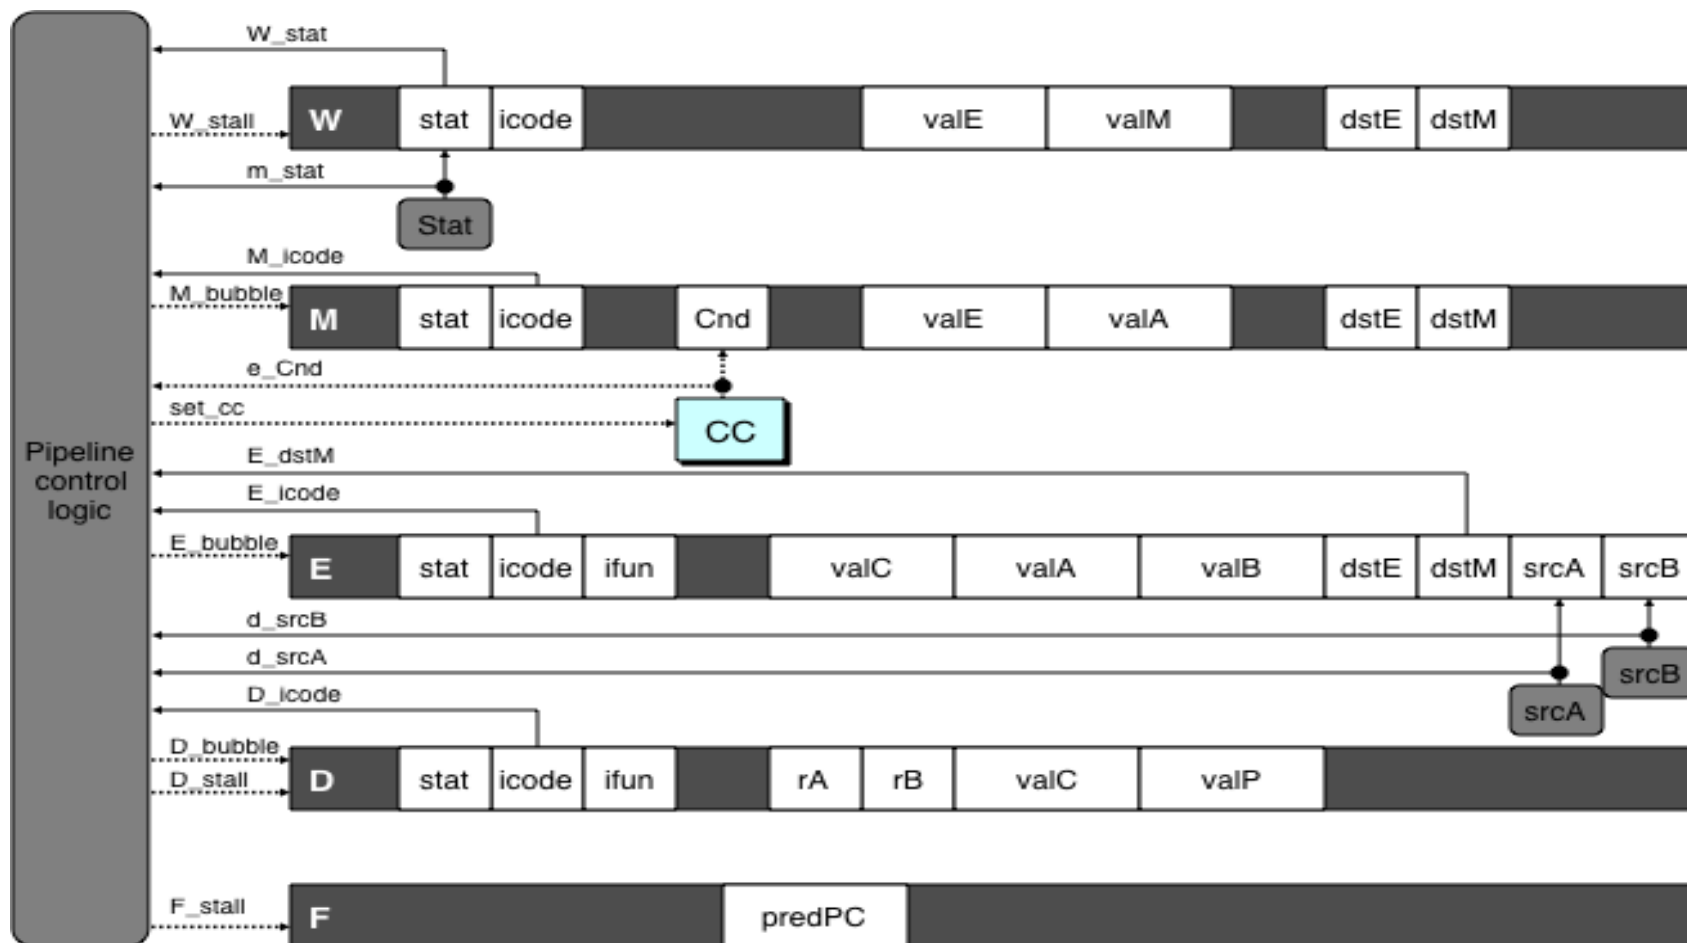 W_stat
W_stall
W stat icode valE valM dstE dstM
m_stat
Stat
M_icode
M_bubble
M stat icode Cnd valE valA dstE dstM
e_Cnd
set_cc
CC
Pipeline
control
logic
E_dstM
E_icode
E_bubble
E stat icode ifun valC valA valB dstE dstM srcA srcB
d_srcB
d_srcA
srcB
D_icode
srcA
D_bubble
D_stall
D stat icode ifun rA rB valC valP
F_stall
F predPC